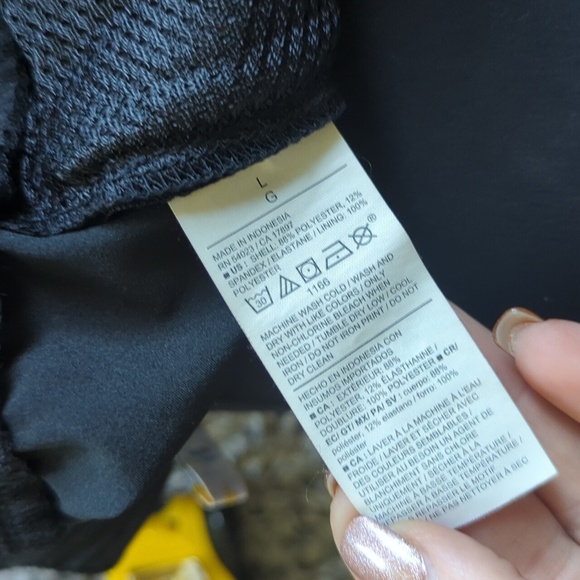 L
G
MADE IN INDONESIA
RN 54023 / CA 17897
■ US : SHELL: 88% POLYESTER, 12%
SPANDEX / ELASTANE / LINING: 100%
POLYESTER
30
1166
MACHINE WASH COLD / WASH AND
DRY WITH LIKE COLORS / ONLY
NON-CHLORINE BLEACH WHEN
NEEDED / TUMBLE DRY LOW / COOL
IRON / DO NOT IRON PRINT / DO NOT
DRY CLEAN
HECHO EN INDONESIA CON
INSUMOS IMPORTADOS
■ CA : EXTÉRIEUR: 88%
POLYESTER, 12% ÉLASTHANNE /
DOUBLURE: 100% POLYESTER ■ CR/
EC/GT/MX/PA/SV : cuerpo: 88%
poliéster, 12% elastano / forro: 100%
poliéster
■ CA : LAVER À LA MACHINE À L'EAU
FROIDE / LAVER ET SÉCHER AVEC
DES COULEURS SEMBLABLES /
UTILISER AU BESOIN UN AGENT DE
BLANCHIMENT SANS CHLORE
UNIQUEMENT / SÉCHER À LA
MACHINE À BASSE TEMPÉRATURE /
REPASSER À BASSE TEMPÉRATURE /
NE PAS REPASSER LE MOTIF
PAS NETTOYER À SEC